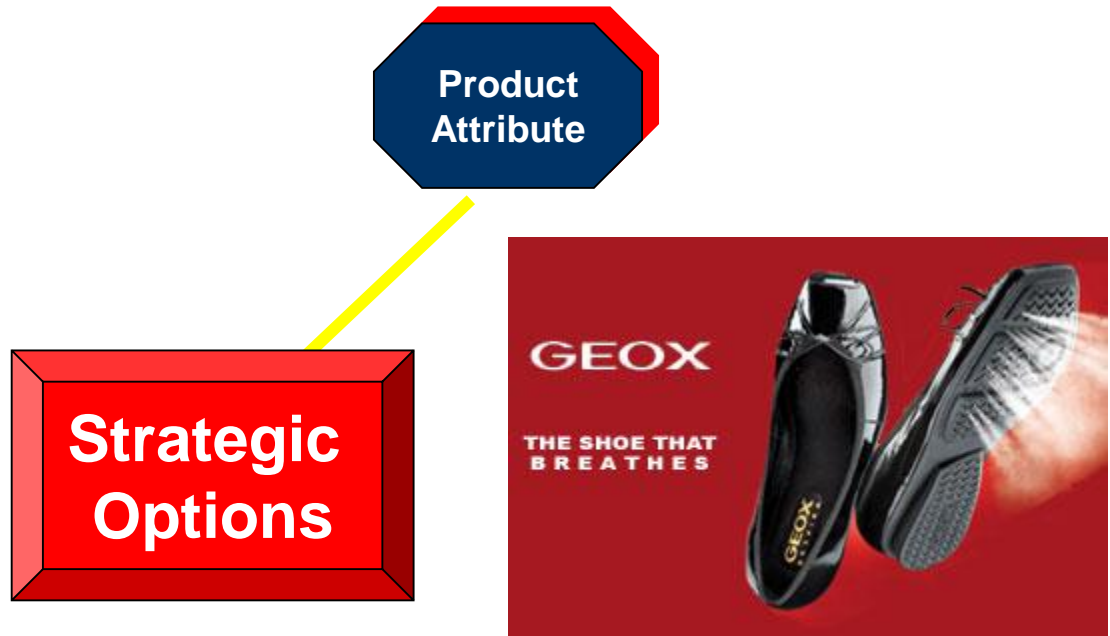 Product
Attribute
Strategic
Options
GEOX
THE SHOE THAT
BREATHES
GEOX